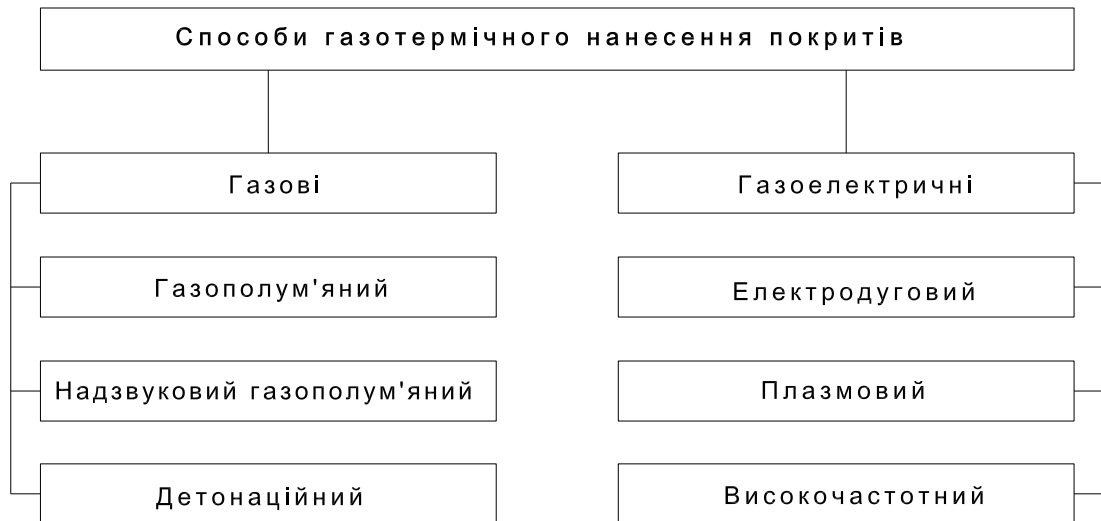 Способи газотермічного нанесення покритів
Газові
Газоелектричні
Газополум'яний
Електродуговий
Надзвуковий газополум'яний
Плазмовий
Детонаційний
Високочастотний